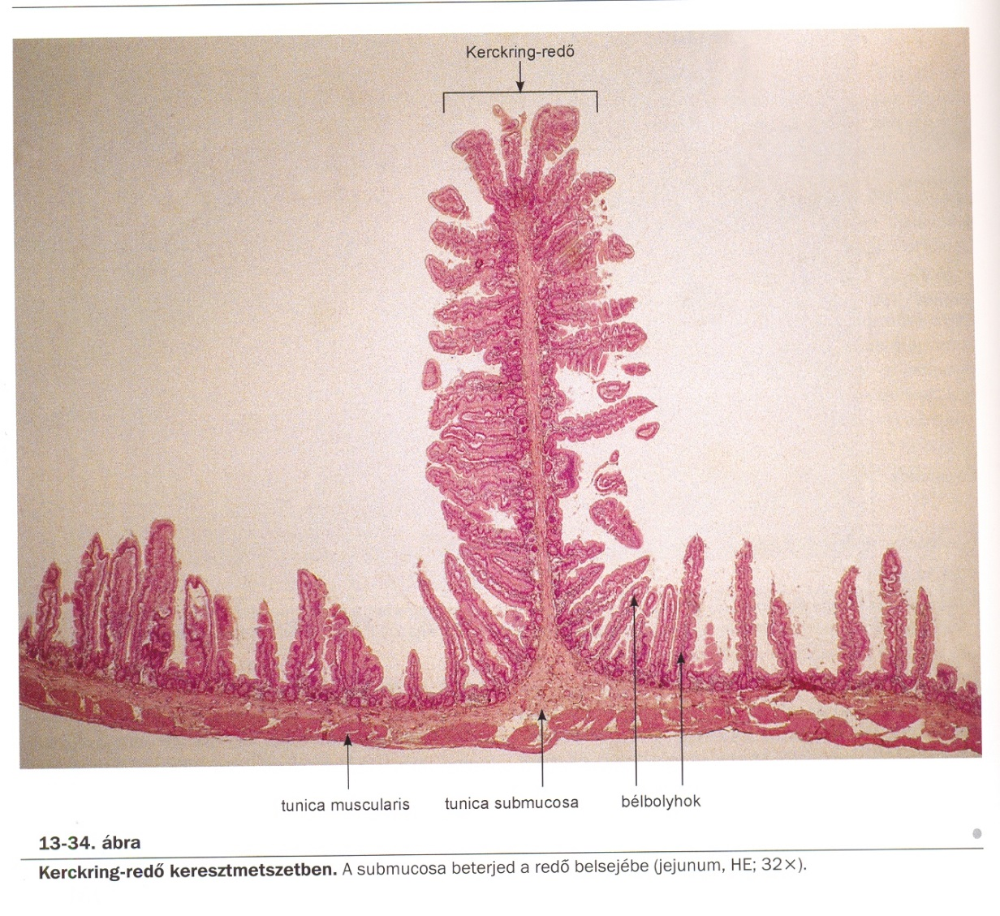 Kerckring-redő
tunica muscularis
tunica submucosa
bélbolyhok
13-34. ábra
Kerckring-redő keresztmetszetben. A submucosa beterjed a redő belsejébe (jejunum, HE; 32×).